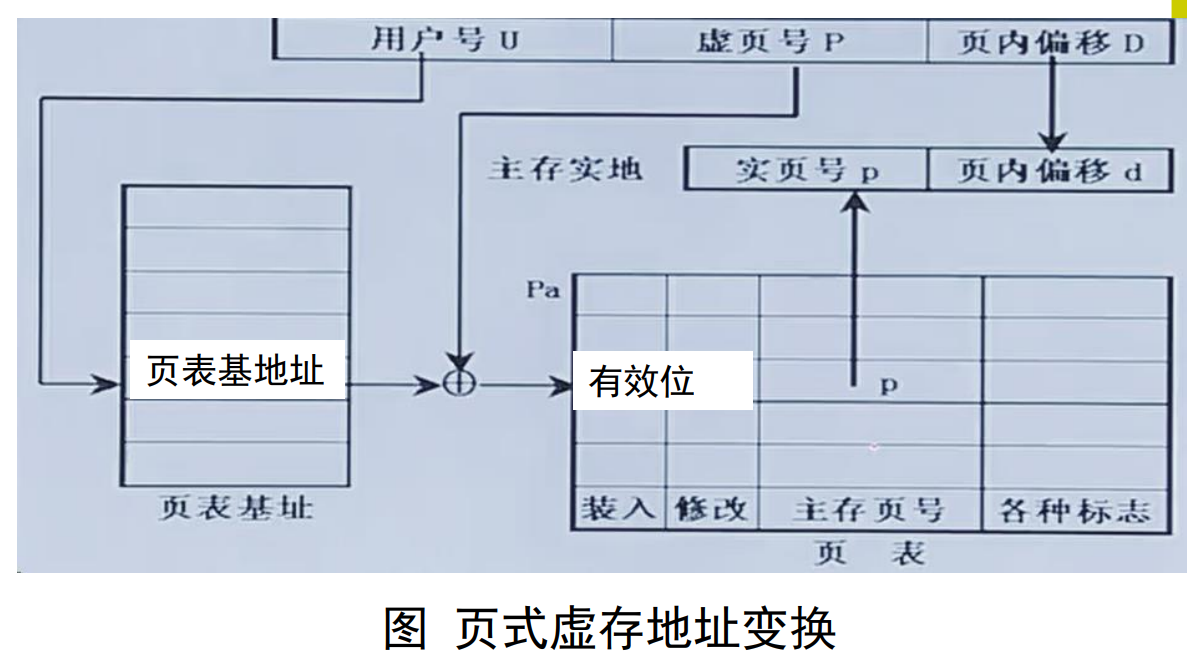 用户号 U 虚页号 P 页内偏移 D
主存实地 实页号 p 页内偏移 d
Pa
页表基地址 有效位 p
装入 修改 主存页号 各种标志
页表基址
页 表
图 页式虚存地址变换